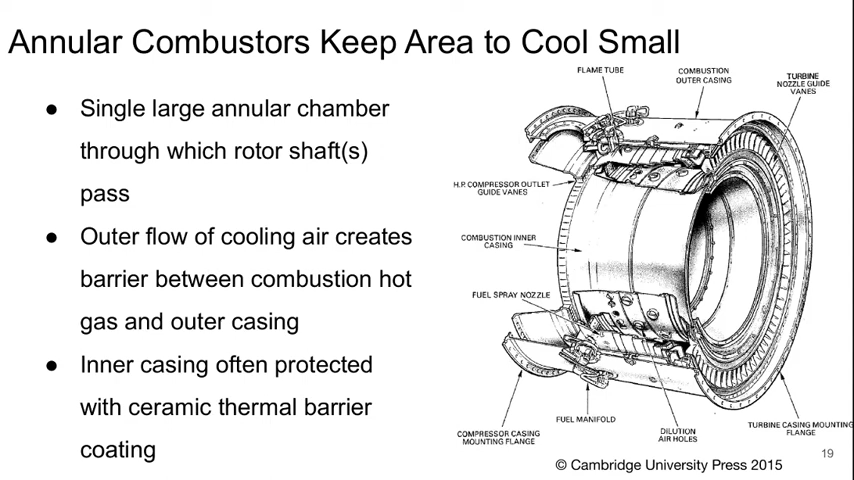 Annular Combustors Keep Area to Cool Small
● Single large annular chamber
through which rotor shaft(s)
pass
● Outer flow of cooling air creates
barrier between combustion hot
gas and outer casing
● Inner casing often protected
with ceramic thermal barrier
coating
FLAME TUBE
COMBUSTION
OUTER CASING
TURBINE
NOZZLE GUIDE
VANES
H.P. COMPRESSOR OUTLET
GUIDE VANES
COMBUSTION INNER
CASING
FUEL SPRAY NOZZLE
COMPRESSOR CASING
MOUNTING FLANGE
FUEL MANIFOLD
DILUTION
AIR HOLES
TURBINE CASING MOUNTING
FLANGE
19
© Cambridge University Press 2015